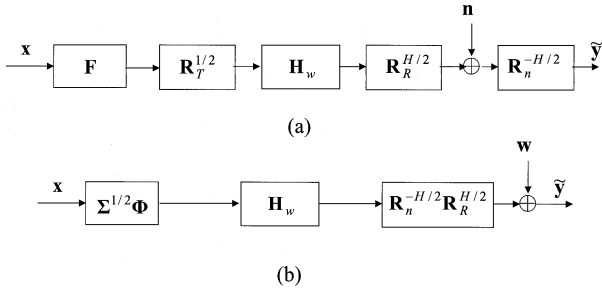 n
x F R_T^{1/2} H_w R_R^{H/2} ⊕ R_n^{-H/2} ỹ
(a)
w
x Σ^{1/2}Φ H_w R_n^{-H/2} R_R^{H/2} ⊕ ỹ
(b)